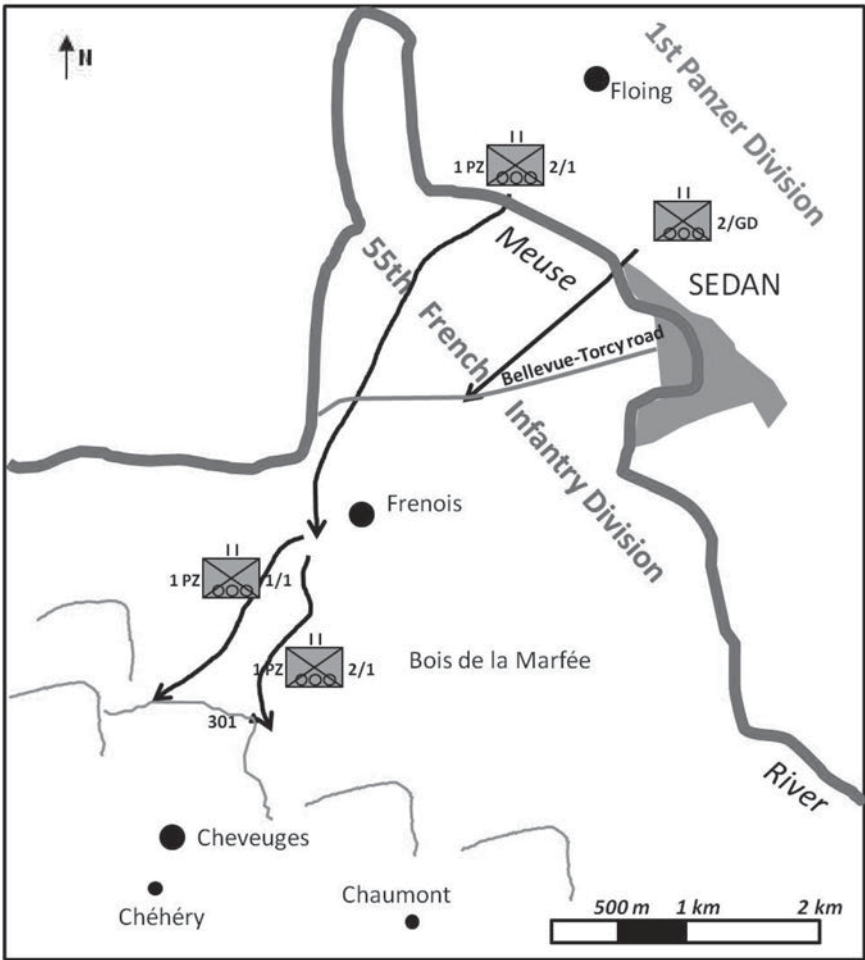 N
1st Panzer Division
Floing
II
1 PZ 2/1
II
2/GD
Meuse
SEDAN
55th French Infantry Division
Bellevue-Torcy road
Frenois
II
1 PZ 1/1
II
1 PZ 2/1
Bois de la Marfée
301
River
Cheveuges
Chéhéry
Chaumont
500 m 1 km 2 km